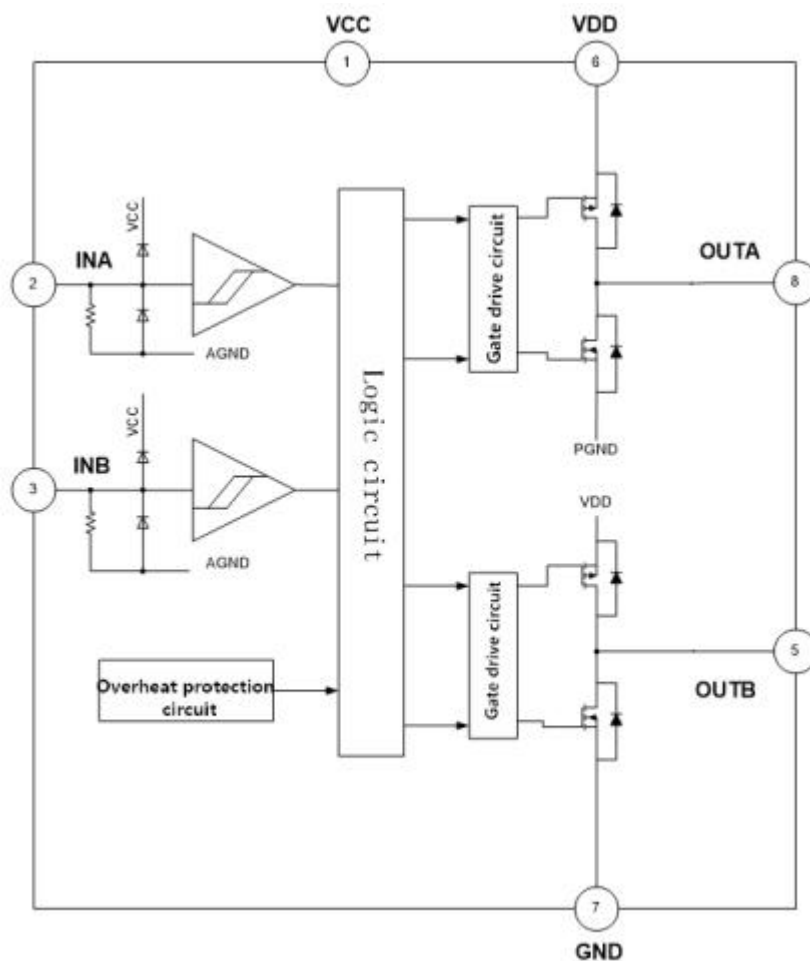 VCC
VDD
1
6
VCC
INA
2
AGND
Gate drive circuit
OUTA
8
VCC
INB
3
AGND
Logic circuit
PGND
VDD
Gate drive circuit
5
OUTB
Overheat protection
circuit
7
GND